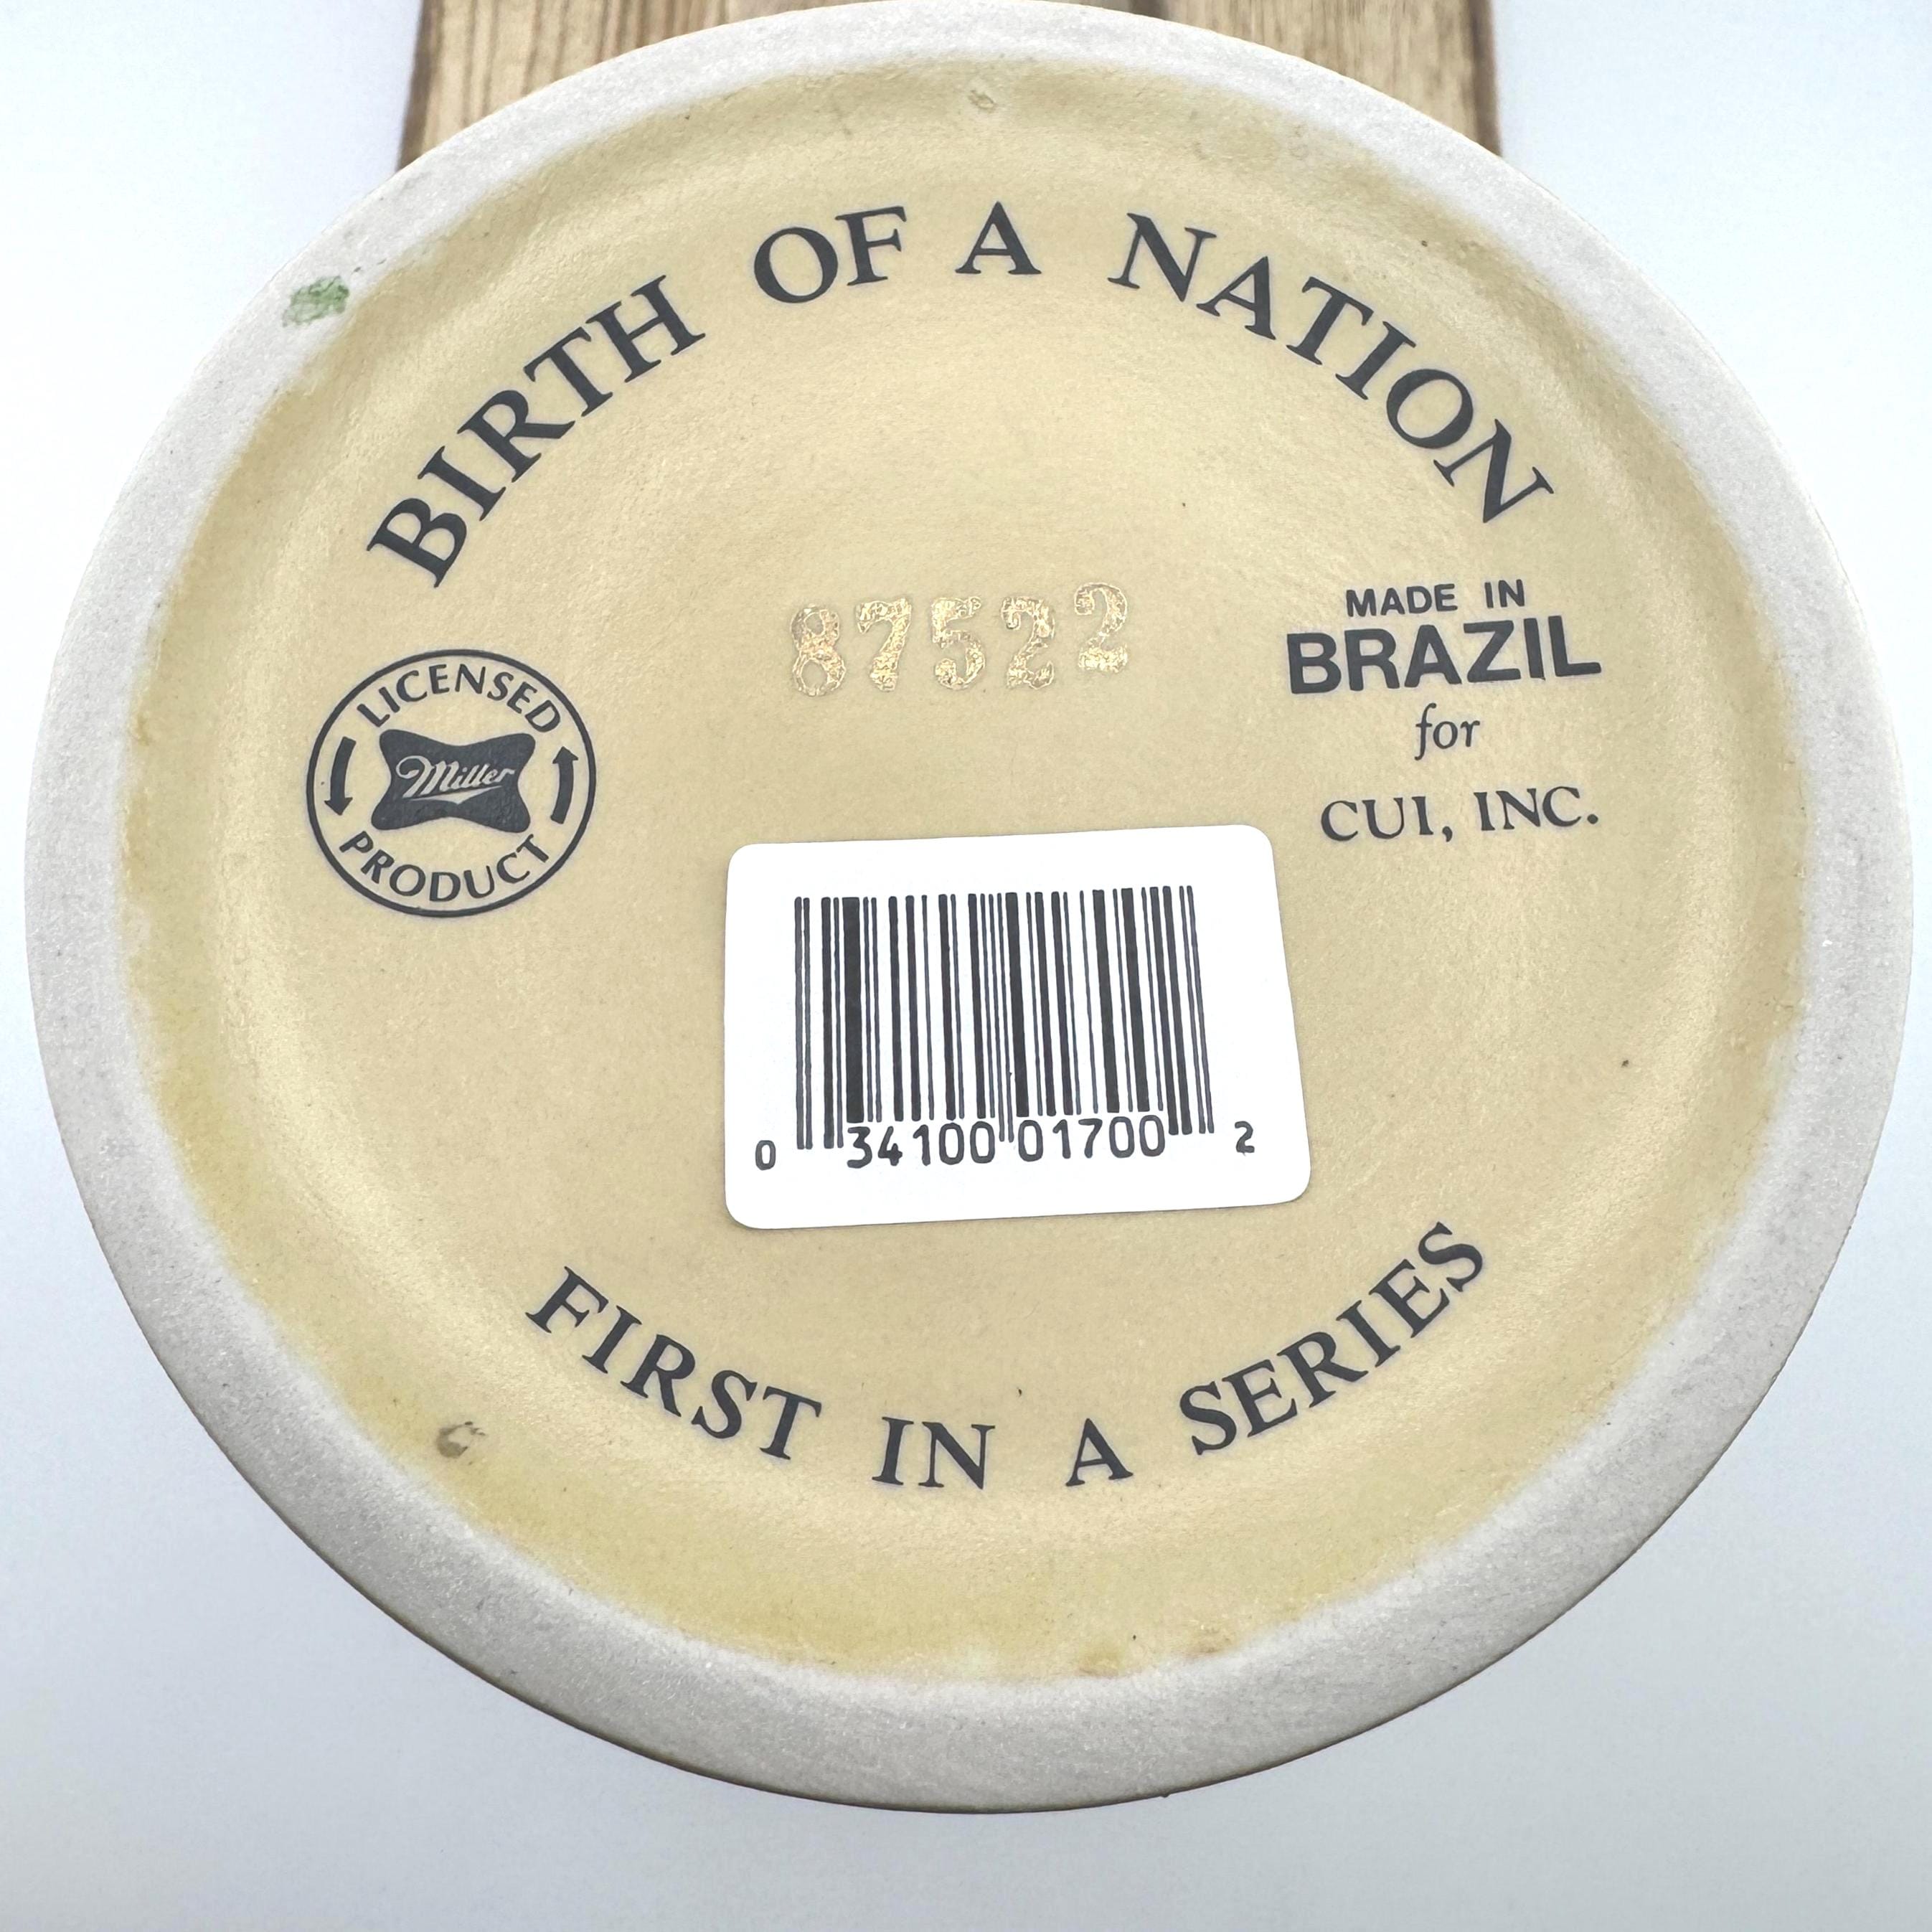 BIRTH OF A NATION
87522
MADE IN
BRAZIL
for
CUI, INC.
LICENSED
Miller
PRODUCT
0 34100 01700 2
FIRST IN A SERIES